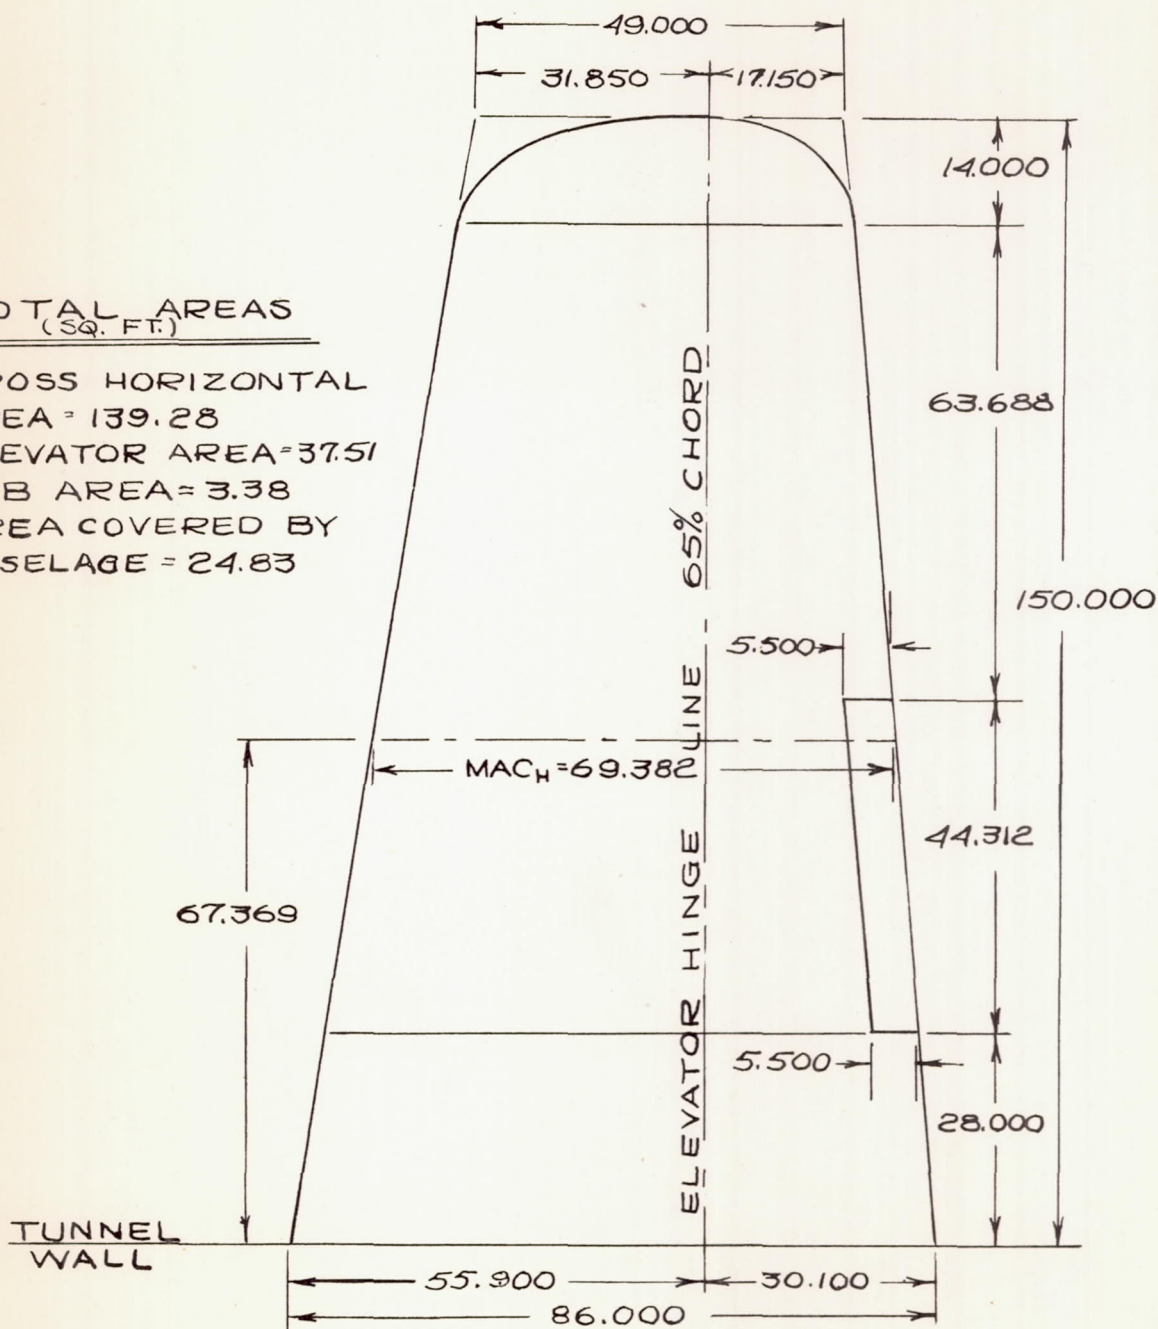 49.000
31.850
17.150
14.000
OTAL AREAS
(SQ. FT.)
OSS HORIZONTAL
EA = 139.28
EVATOR AREA=37.51
B AREA = 3.38
REA COVERED BY
SELAGE = 24.83
63.688
150.000
5.500
MACH=69.382
ELEVATOR HINGE LINE 65% CHORD
44.312
67.369
5.500
28.000
TUNNEL
WALL
55.900
30.100
86.000